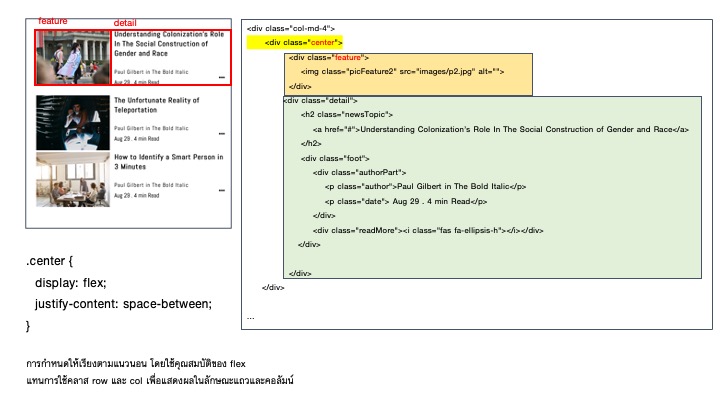 feature
detail
Understanding Colonization's Role
In The Social Construction of
Gender and Race
Paul Gilbert in The Bold Italic
Aug 29 . 4 min Read
The Unfortunate Reality of
Teleportation
Paul Gilbert in The Bold Italic
Aug 29 . 4 min Read
How to Identify a Smart Person in
3 Minutes
Paul Gilbert in The Bold Italic
Aug 29 . 4 min Read
.center {
display: flex;
justify-content: space-between;
}
<div class="col-md-4">
<div class="center">
<div class="feature">
<img class="picFeature2" src="images/p2.jpg" alt="">
</div>
<div class="detail">
<h2 class="newsTopic">
<a href="#">Understanding Colonization's Role In The Social Construction of Gender and Race</a>
</h2>
<div class="foot">
<div class="authorPart">
<p class="author">Paul Gilbert in The Bold Italic</p>
<p class="date"> Aug 29 . 4 min Read</p>
</div>
<div class="readMore"><i class="fas fa-ellipsis-h"></i></div>
</div>
</div>
</div>
...
การกำหนดให้เรียงตามแนวนอน โดยใช้คุณสมบัติของ flex
แทนการใช้คลาส row และ col เพื่อแสดงผลในลักษณะแถวและคอลัมน์